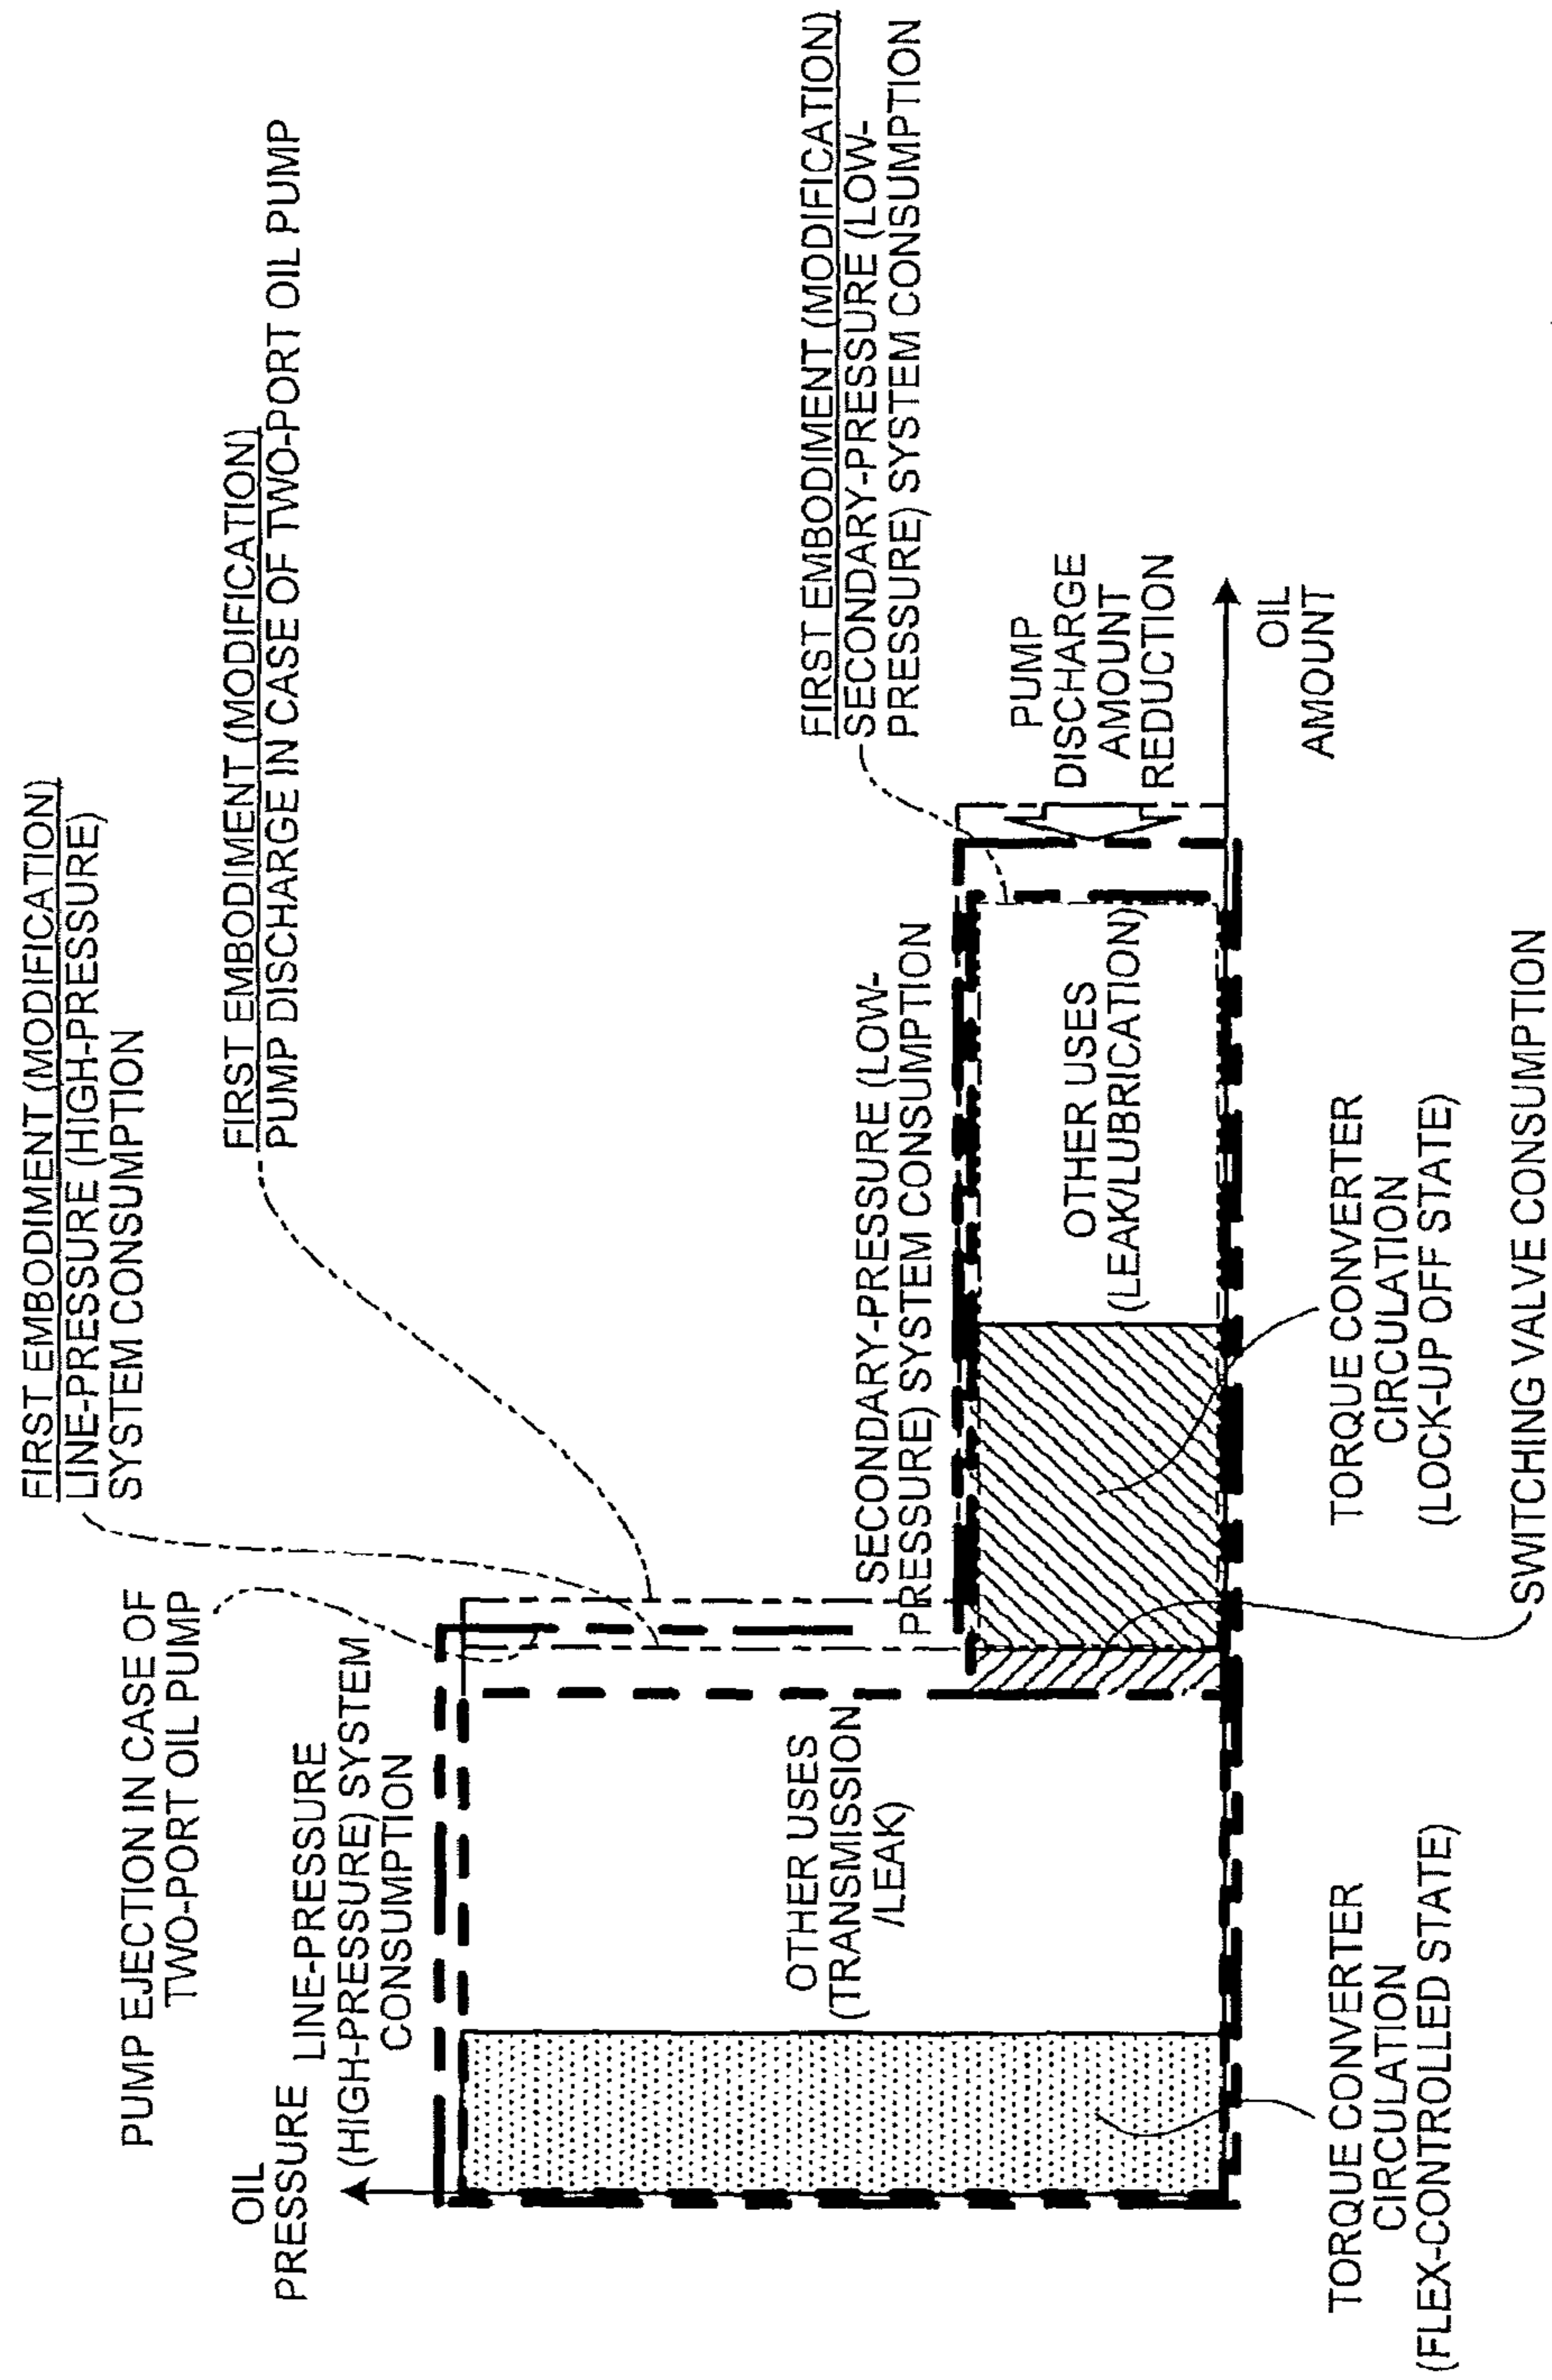 FIRST EMBODIMENT (MODIFICATION)
LINE-PRESSURE (HIGH-PRESSURE)
SYSTEM CONSUMPTION
FIRST EMBODIMENT (MODIFICATION)
PUMP DISCHARGE IN CASE OF TWO-PORT OIL PUMP
PUMP EJECTION IN CASE OF
TWO-PORT OIL PUMP
OIL
PRESSURE
LINE-PRESSURE
(HIGH-PRESSURE) SYSTEM
CONSUMPTION
FIRST EMBODIMENT (MODIFICATION)
SECONDARY-PRESSURE (LOW-
PRESSURE) SYSTEM CONSUMPTION
SECONDARY-PRESSURE (LOW-
PRESSURE) SYSTEM CONSUMPTION
PUMP
DISCHARGE
AMOUNT
REDUCTION
OTHER USES
(TRANSMISSION
/LEAK)
OTHER USES
(LEAK/LUBRICATION)
OIL
AMOUNT
TORQUE CONVERTER
CIRCULATION
(FLEX-CONTROLLED STATE)
TORQUE CONVERTER
CIRCULATION
(LOCK-UP OFF STATE)
SWITCHING VALVE CONSUMPTION